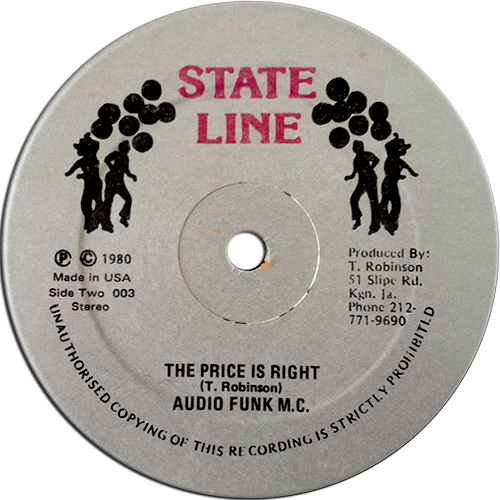 STATE
LINE
Ⓟ © 1980
Made in USA
Side Two 003
Stereo
Produced By:
T. Robinson
51 Slipe Rd.
Kgn. Ja.
Phone 212-
771-9690
THE PRICE IS RIGHT
(T. Robinson)
AUDIO FUNK M.C.
UNAUTHORISED COPYING OF THIS RECORDING IS STRICTLY PROHIBITLD